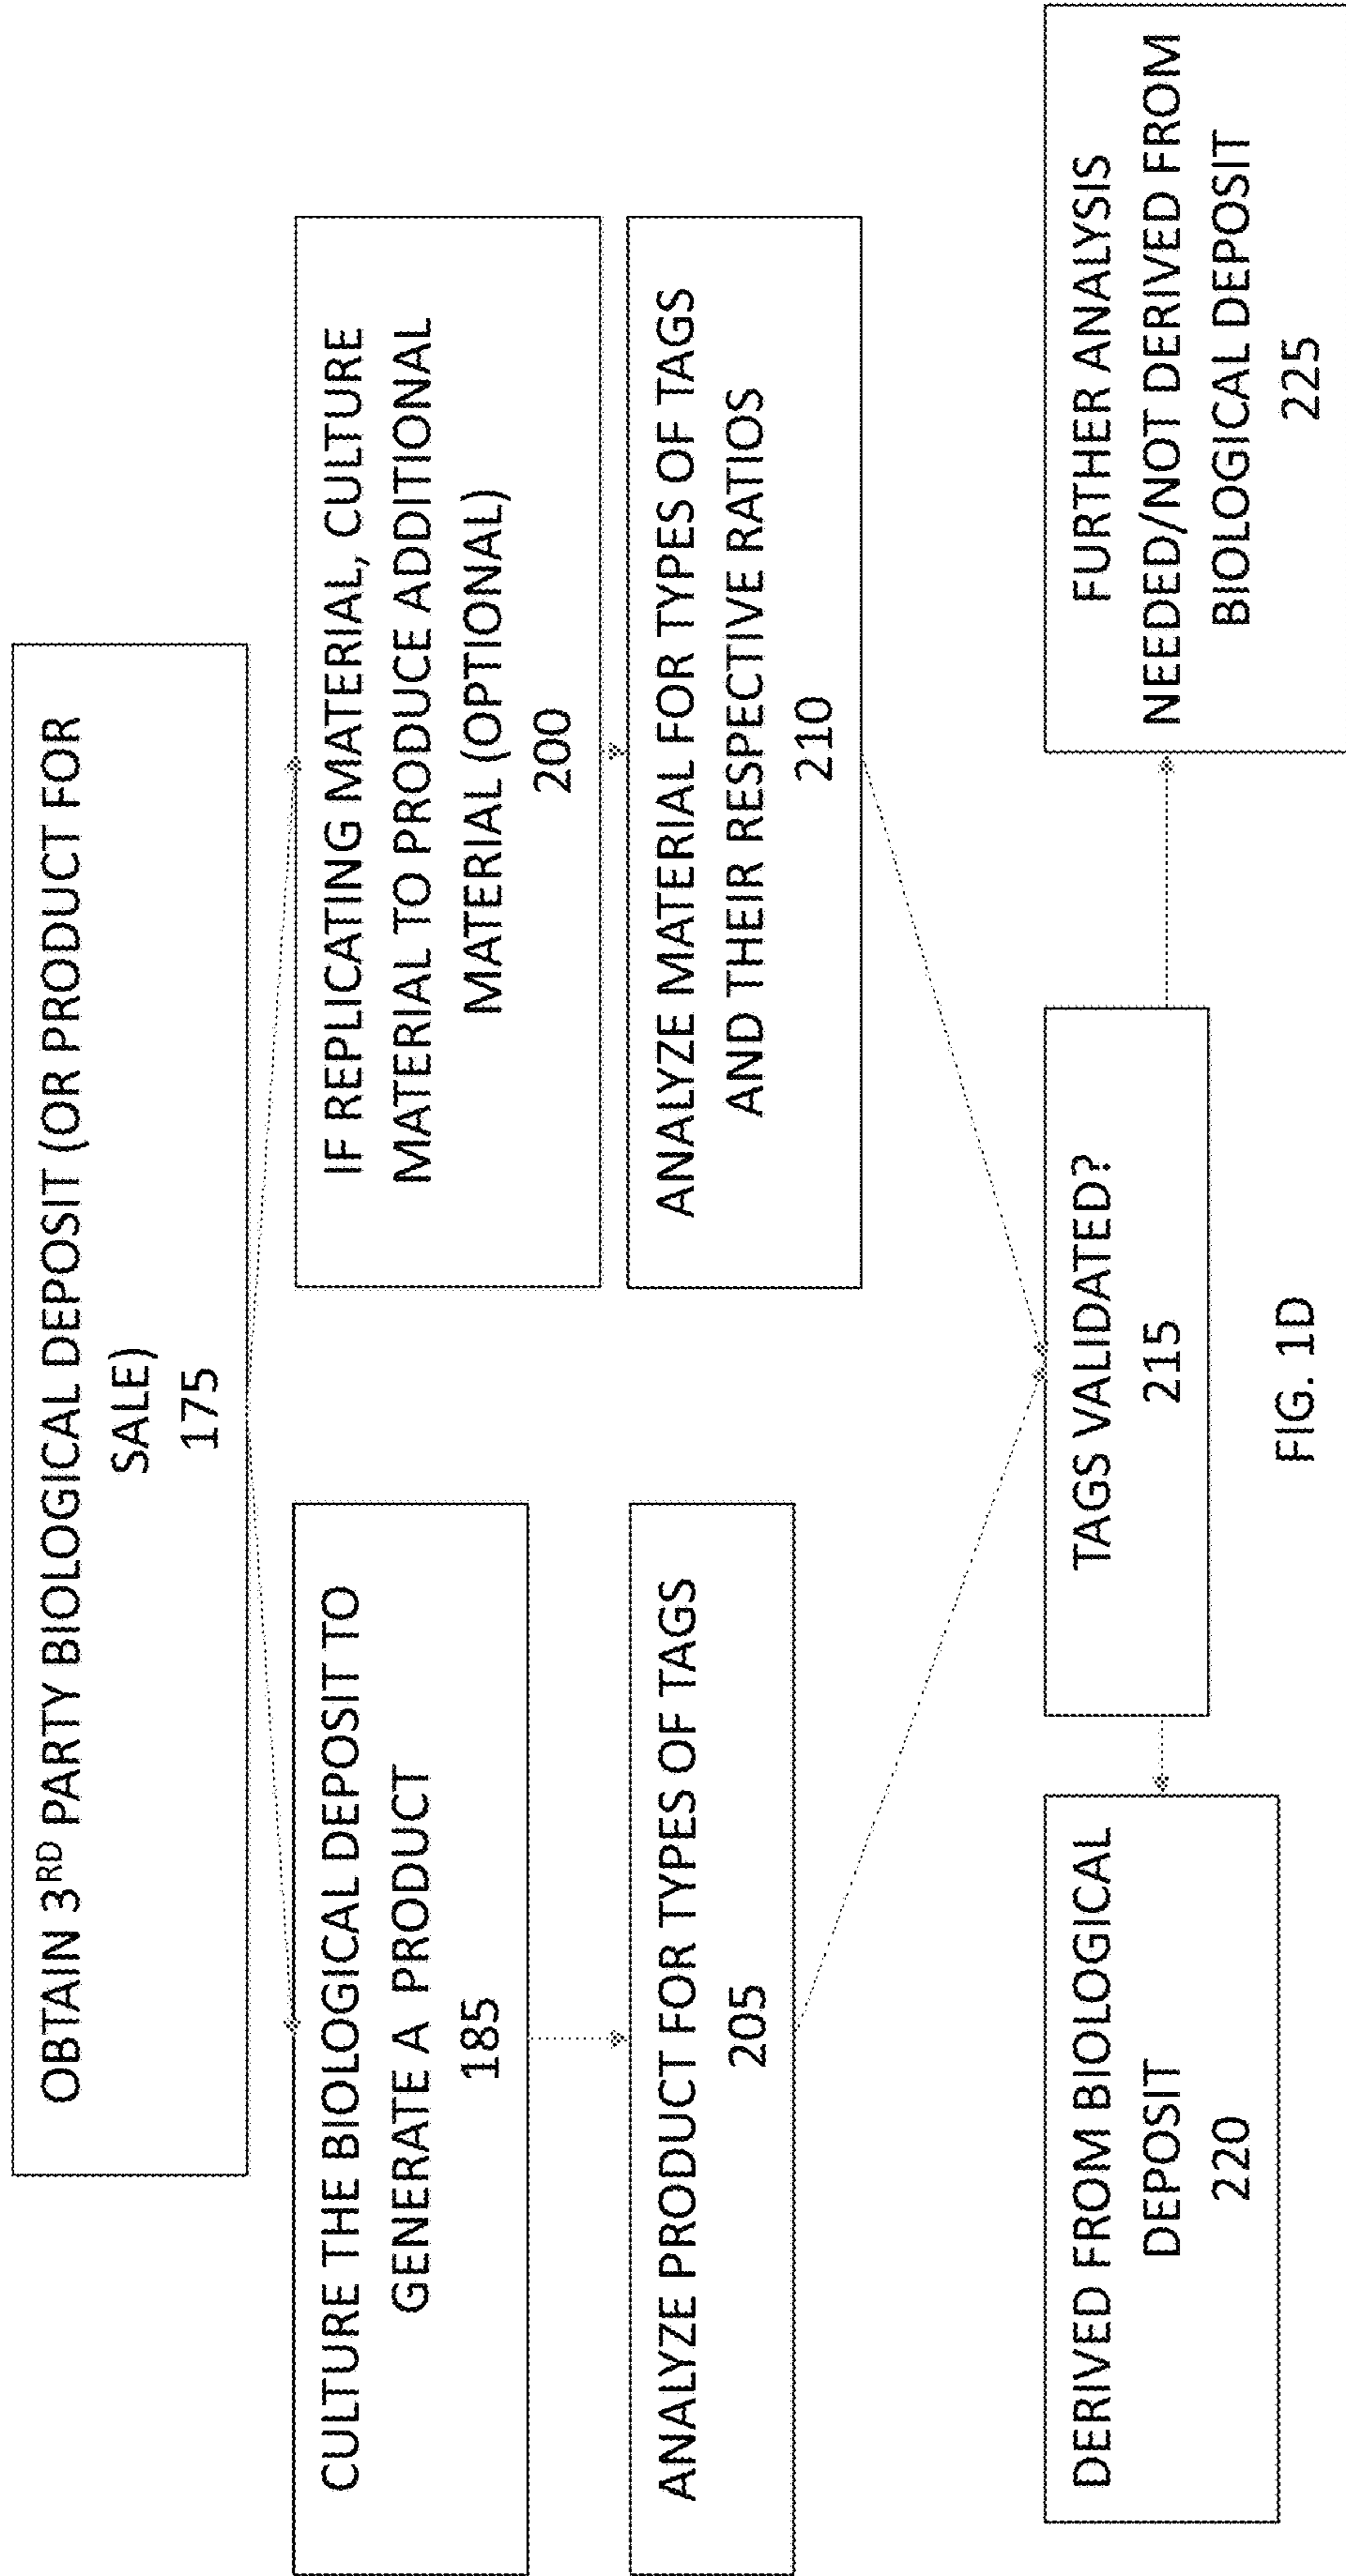 OBTAIN 3RD PARTY BIOLOGICAL DEPOSIT (OR PRODUCT FOR
SALE)
175
CULTURE THE BIOLOGICAL DEPOSIT TO
GENERATE A PRODUCT
185
IF REPLICATING MATERIAL, CULTURE
MATERIAL TO PRODUCE ADDITIONAL
MATERIAL (OPTIONAL)
200
ANALYZE PRODUCT FOR TYPES OF TAGS
205
ANALYZE MATERIAL FOR TYPES OF TAGS
AND THEIR RESPECTIVE RATIOS
210
TAGS VALIDATED?
215
DERIVED FROM BIOLOGICAL
DEPOSIT
220
FURTHER ANALYSIS
NEEDED/NOT DERIVED FROM
BIOLOGICAL DEPOSIT
225
FIG. 1D